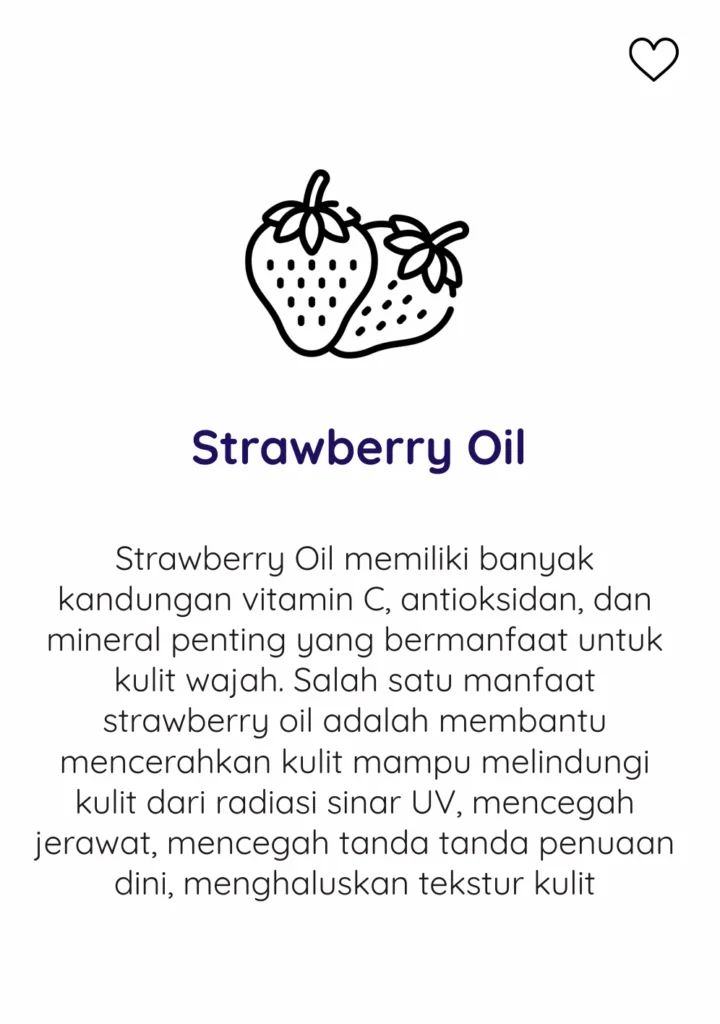 Strawberry Oil
Strawberry Oil memiliki banyak
kandungan vitamin C, antioksidan, dan
mineral penting yang bermanfaat untuk
kulit wajah. Salah satu manfaat
strawberry oil adalah membantu
mencerahkan kulit mampu melindungi
kulit dari radiasi sinar UV, mencegah
jerawat, mencegah tanda tanda penuaan
dini, menghaluskan tekstur kulit